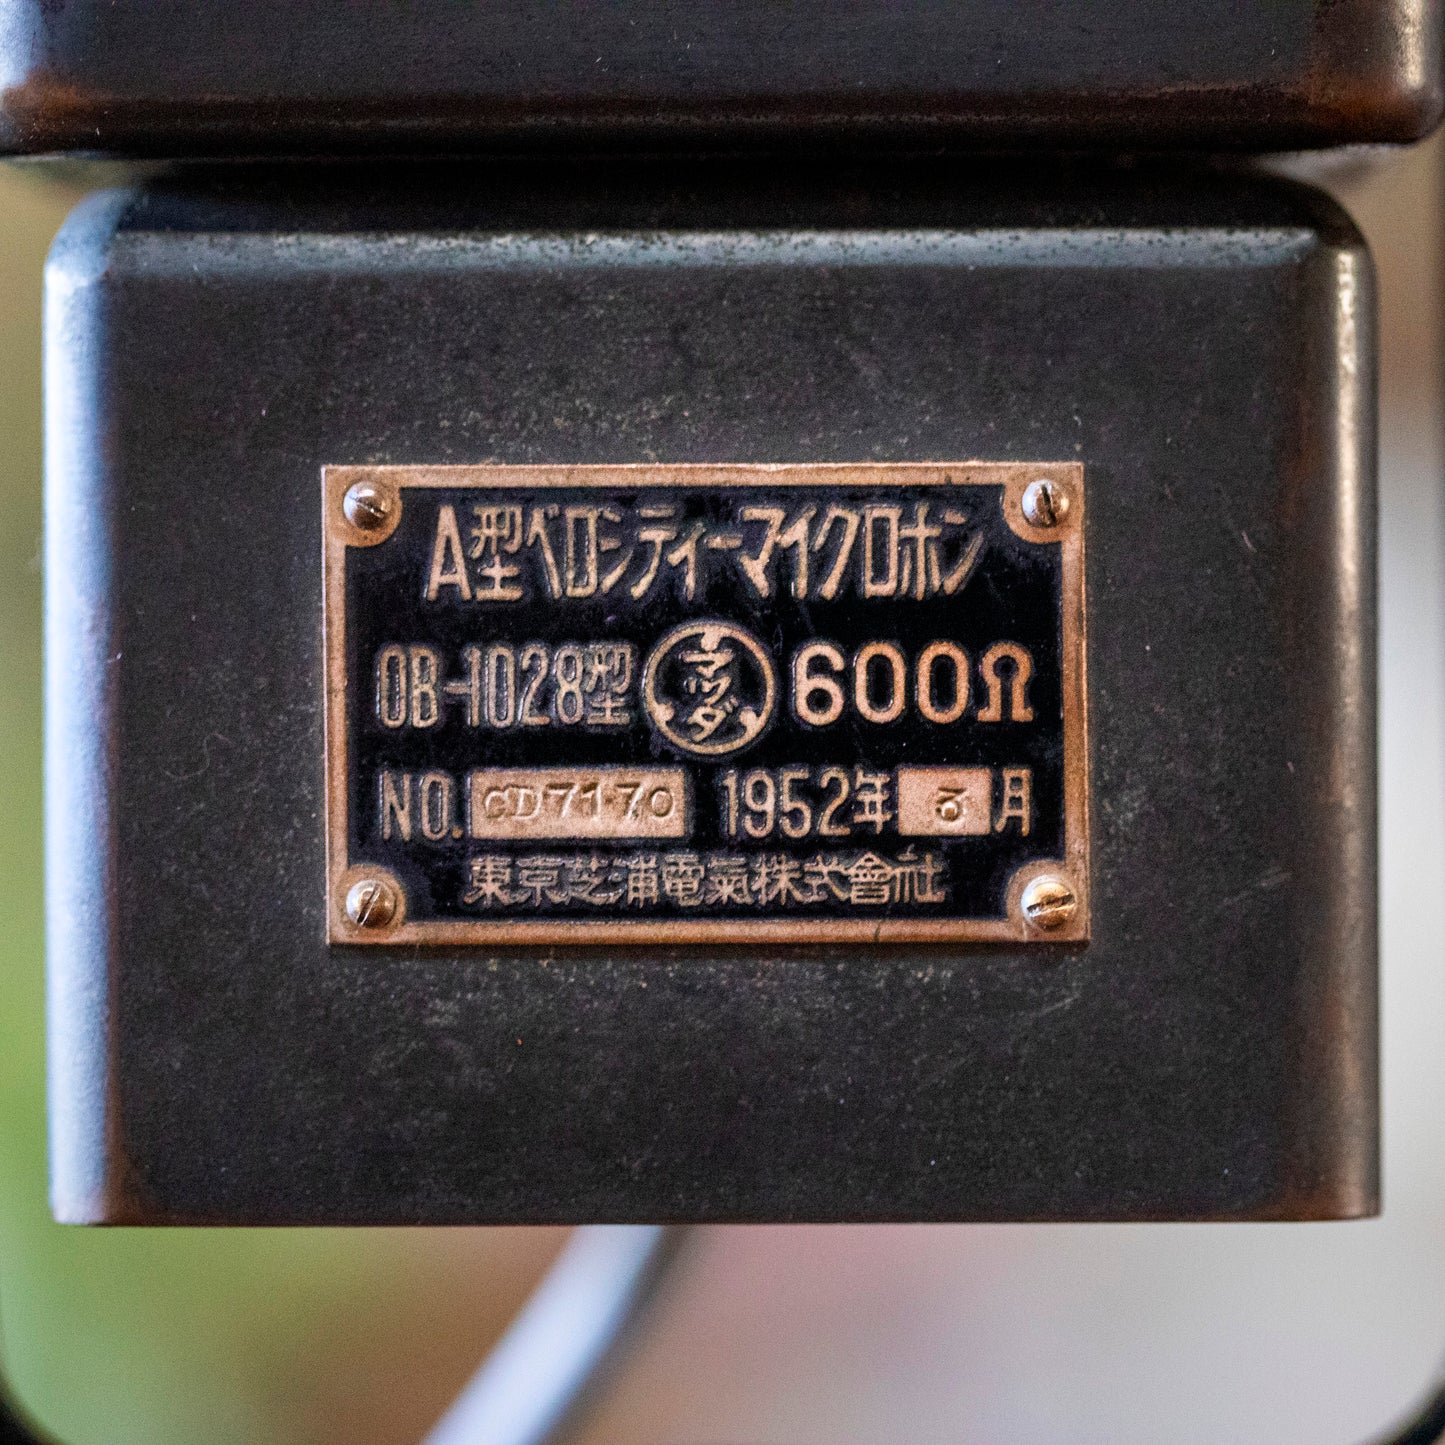 A型ベロシティーマイクロホン
OB-1028型 マツダ 600Ω
NO. CD7170 1952年 3月
東京芝浦電氣株式會社